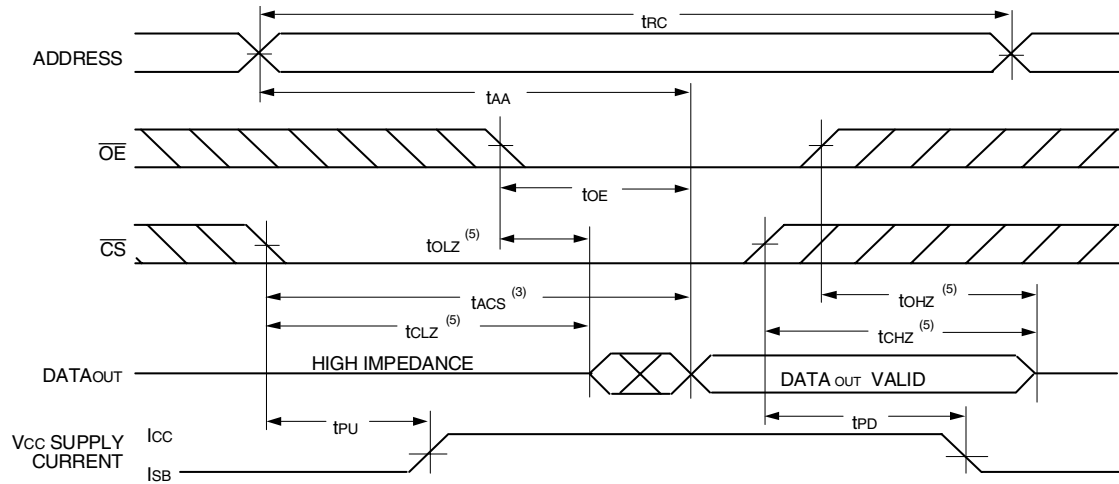 tRC
ADDRESS
tAA
OE
tOE
CS
tOLZ (5)
tACS (3)
tOHZ (5)
tCLZ (5)
tCHZ (5)
HIGH IMPEDANCE
DATAOUT
DATA OUT VALID
tPU
tPD
VCC SUPPLY
CURRENT
ICC
ISB